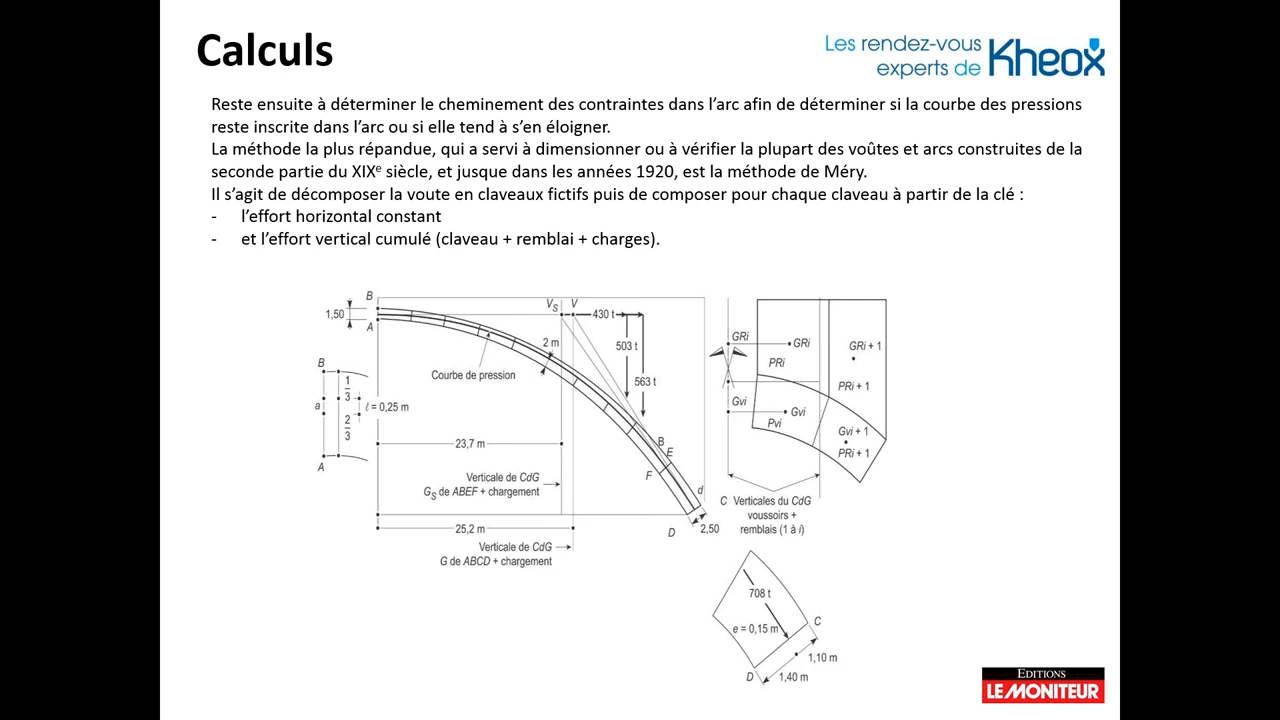 Calculs
Les rendez-vous
experts de Kheox
Reste ensuite à déterminer le cheminement des contraintes dans l'arc afin de déterminer si la courbe des pressions
reste inscrite dans l'arc ou si elle tend à s'en éloigner.
La méthode la plus répandue, qui a servi à dimensionner ou à vérifier la plupart des voûtes et arcs construites de la
seconde partie du XIXe siècle, et jusque dans les années 1920, est la méthode de Méry.
Il s'agit de décomposer la voute en claveaux fictifs puis de composer pour chaque claveau à partir de la clé :
- l'effort horizontal constant
- et l'effort vertical cumulé (claveau + remblai + charges).
B
1,50
A
VS V
430 t
503 t
563 t
2 m
Courbe de pression
B
1/3
a
l = 0,25 m
2/3
A
23,7 m
B
E
F
Verticale de CdG
GS de ABEF + chargement
d
25,2 m
D
2,50
Verticale de CdG
G de ABCD + chargement
GRi
GRi
GRi + 1
PRi
PRi + 1
Gvi
Gvi
Pvi
Gvi + 1
PRi + 1
C
Verticales du CdG
voussoirs +
remblais (1 à i)
708 t
e = 0,15 m
C
1,10 m
D
1,40 m
EDITIONS
LE MONITEUR